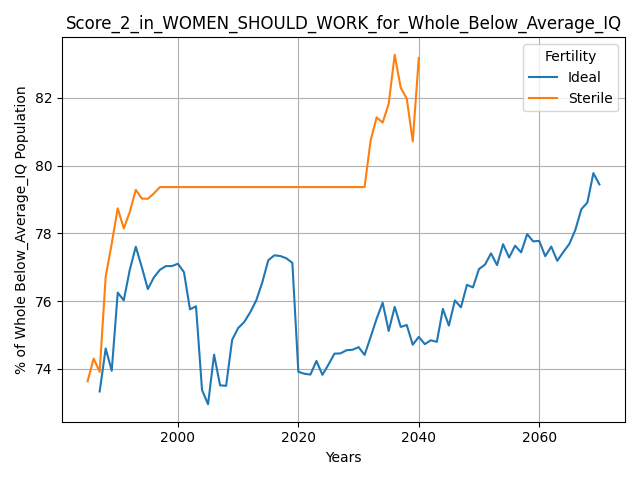 Score_2_in_WOMEN_SHOULD_WORK_for_Whole_Below_Average_IQ
% of Whole Below_Average_IQ Population
82
80
78
76
74
Fertility
Ideal
Sterile
2000
2020
2040
2060
Years